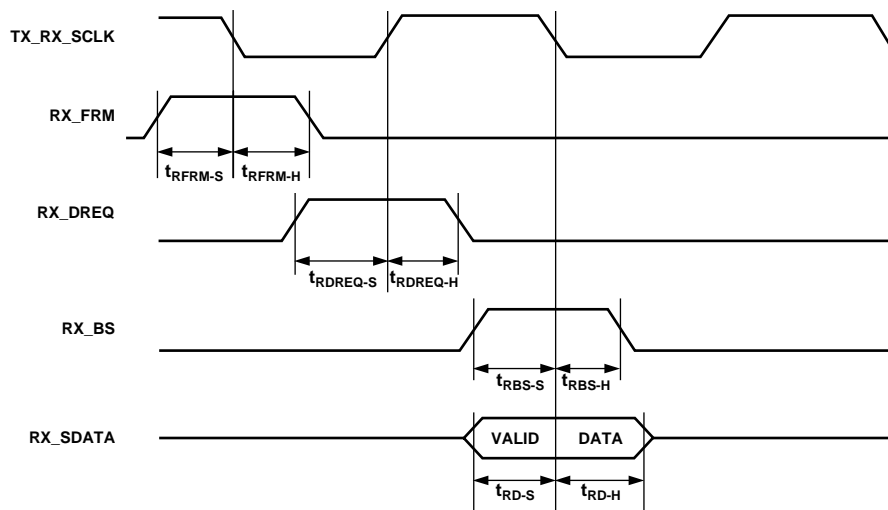 TX_RX_SCLK
RX_FRM
tRFRM-S tRFRM-H
RX_DREQ
tRDREQ-S tRDREQ-H
RX_BS
tRBS-S tRBS-H
RX_SDATA
VALID DATA
tRD-S tRD-H